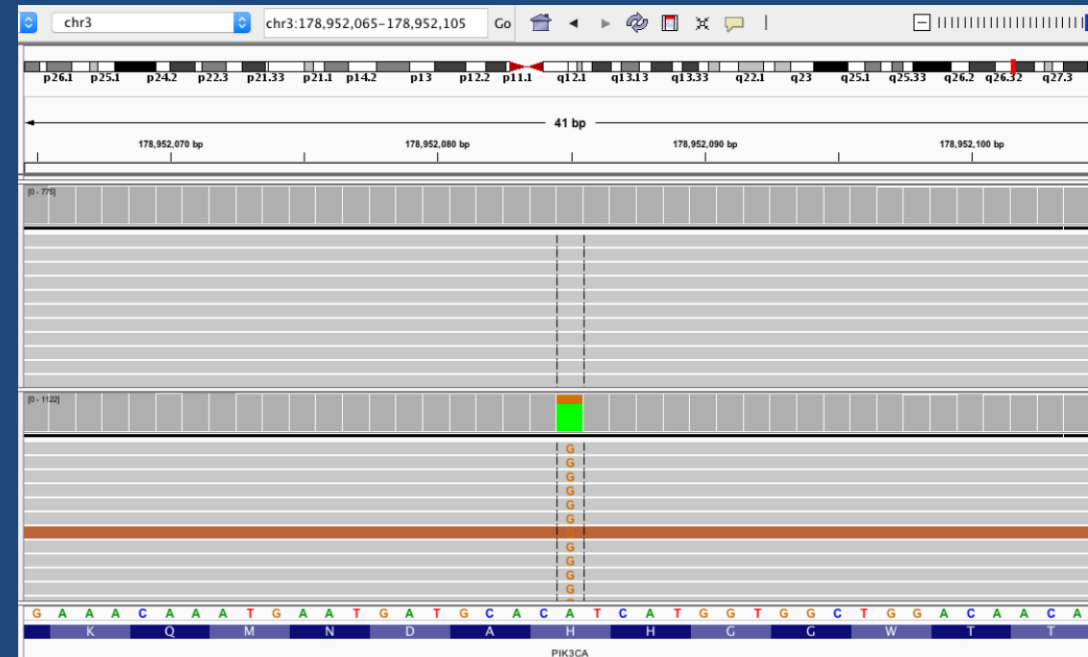 chr3 chr3:178,952,065-178,952,105 Go
p26.1 p25.1 p24.2 p22.3 p21.33 p21.1 p14.2 p13 p12.2 p11.1 q12.1 q13.13 q13.33 q22.1 q23 q25.1 q25.33 q26.2 q26.32 q27.3
41 bp
178,952,070 bp 178,952,080 bp 178,952,090 bp 178,952,100 bp
[0 - 775]
[0 - 1122]
G
G
G
G
G
G
G
G
G
G
G A A A C A A A T G A A T G A T G C A C A T C A T G G T G G C T G G A C A A C A
K Q M N D A H H G G W T T
PIK3CA